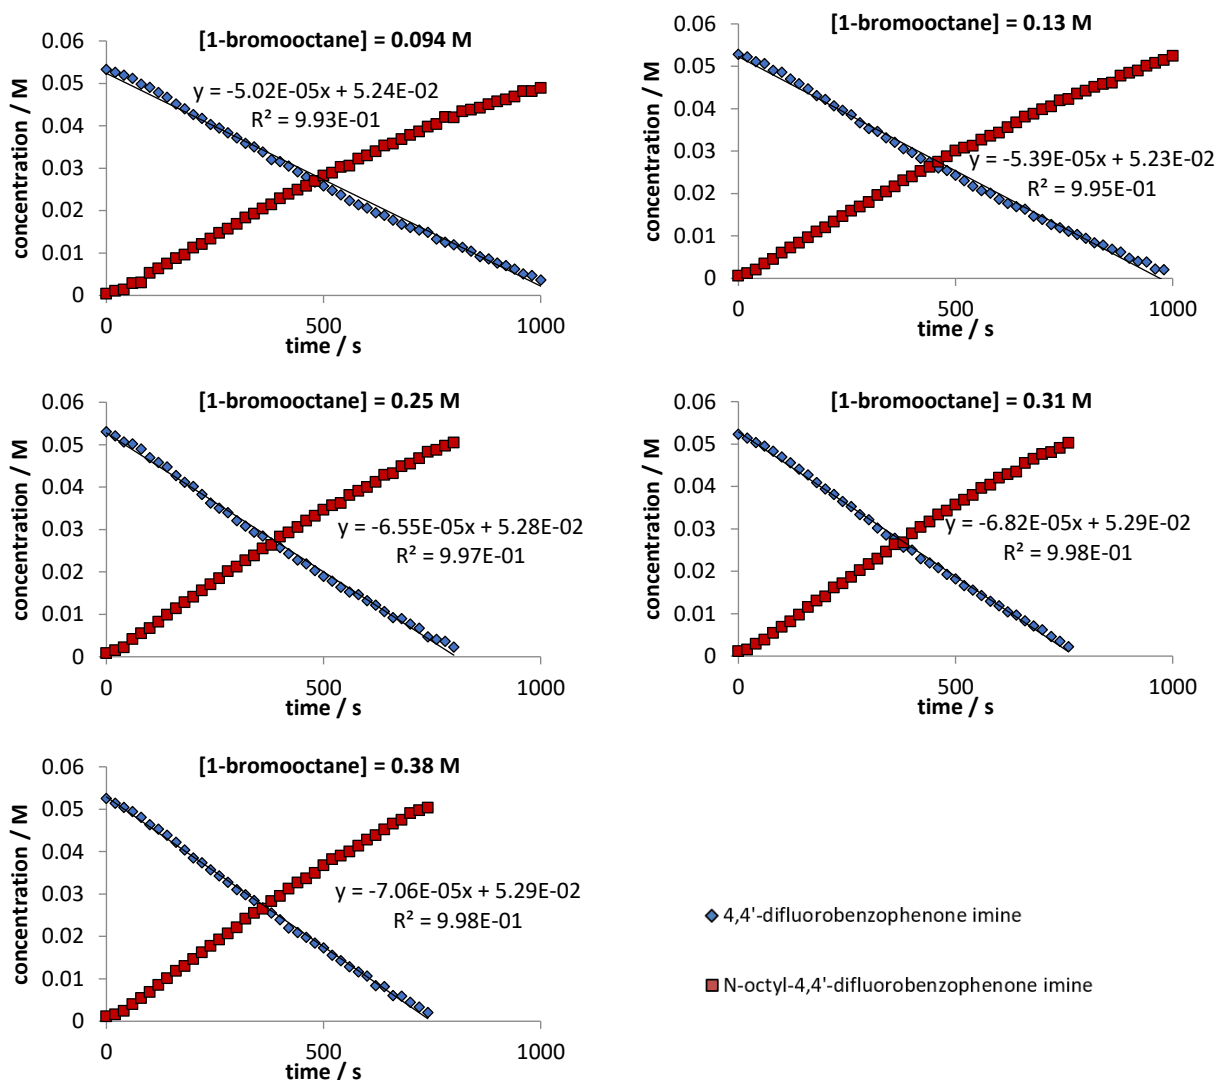 [1-bromooctane] = 0.094 M
concentration / M
0.06
0.05
0.04
0.03
0.02
0.01
0
y = -5.02E-05x + 5.24E-02
R² = 9.93E-01
0 500 1000
time / s
[1-bromooctane] = 0.13 M
concentration / M
0.06
0.05
0.04
0.03
0.02
0.01
0
y = -5.39E-05x + 5.23E-02
R² = 9.95E-01
0 500 1000
time / s
[1-bromooctane] = 0.25 M
concentration / M
0.06
0.05
0.04
0.03
0.02
0.01
0
y = -6.55E-05x + 5.28E-02
R² = 9.97E-01
0 500 1000
time / s
[1-bromooctane] = 0.31 M
concentration / M
0.06
0.05
0.04
0.03
0.02
0.01
0
y = -6.82E-05x + 5.29E-02
R² = 9.98E-01
0 500 1000
time / s
[1-bromooctane] = 0.38 M
concentration / M
0.06
0.05
0.04
0.03
0.02
0.01
0
y = -7.06E-05x + 5.29E-02
R² = 9.98E-01
0 500 1000
time / s
4,4'-difluorobenzophenone imine
N-octyl-4,4'-difluorobenzophenone imine